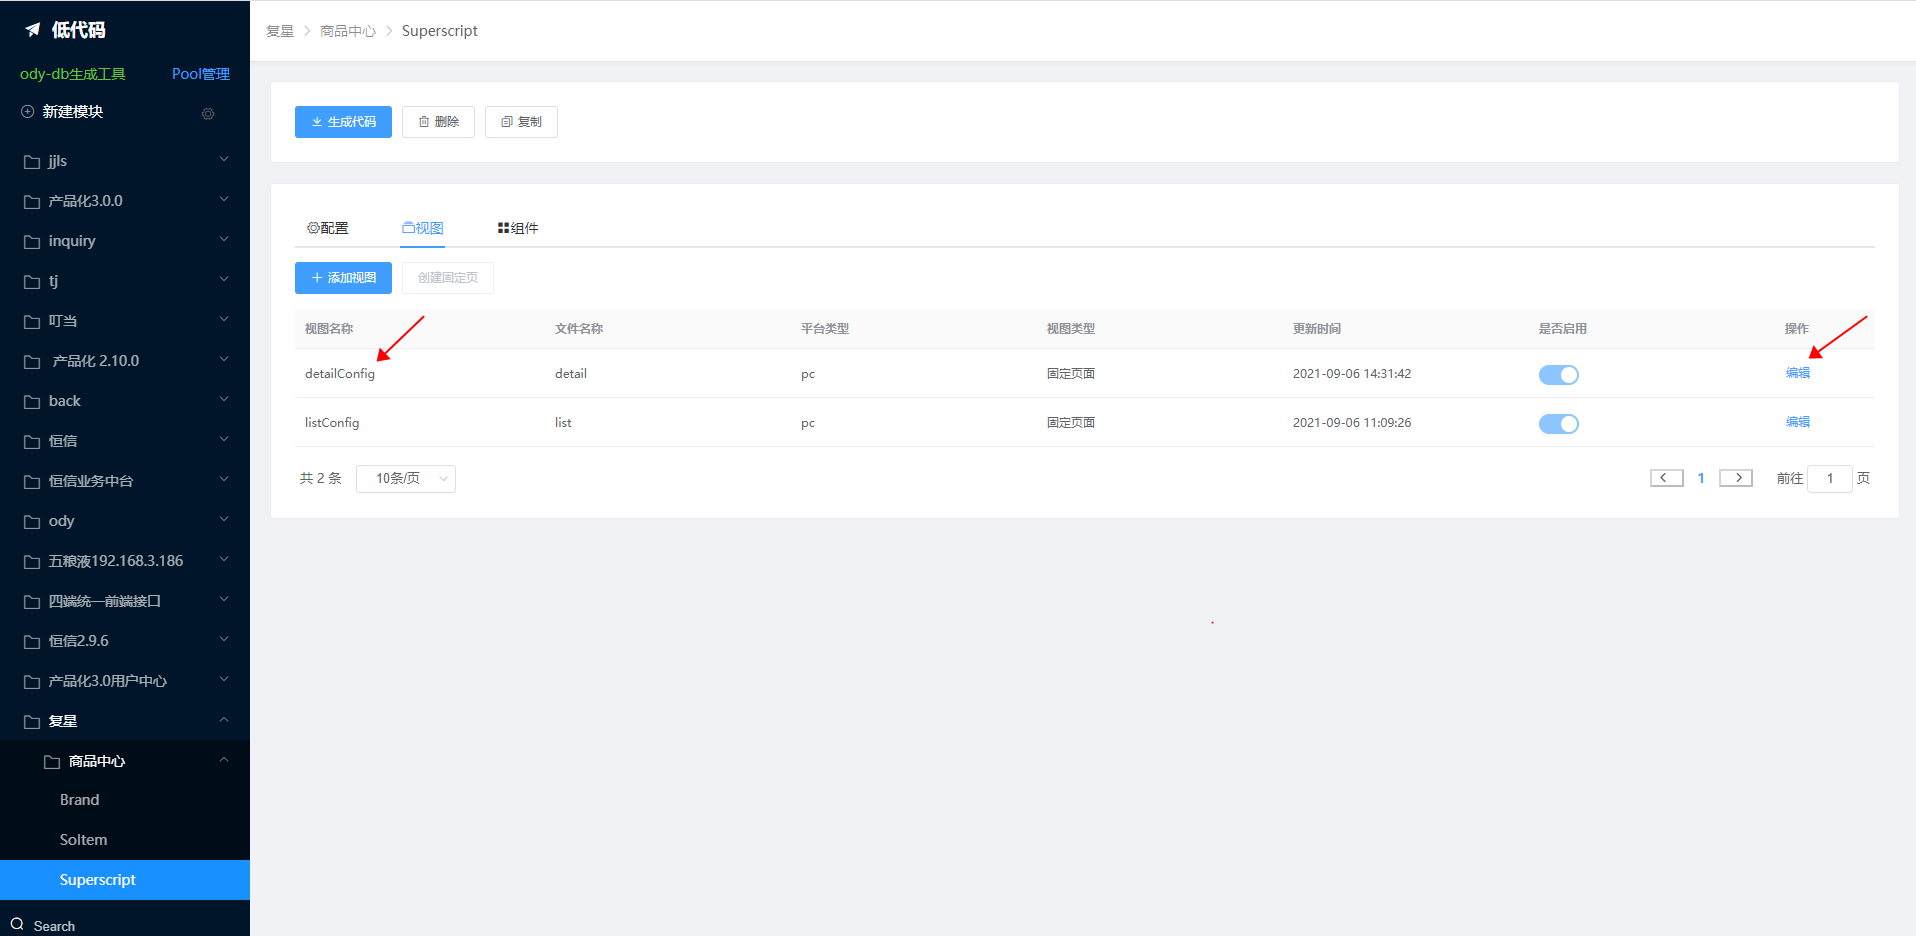 低代码
ody-db生成工具 Pool管理
新建模块
jjls
产品化3.0.0
inquiry
tj
叮当
产品化 2.10.0
back
恒信
恒信业务中台
ody
五粮液192.168.3.186
四端统一前端接口
恒信2.9.6
产品化3.0用户中心
复星
商品中心
Brand
SoItem
Superscript
Search
复星 > 商品中心 > Superscript
生成代码 删除 复制
配置 视图 组件
添加视图 创建固定页
视图名称 文件名称 平台类型 视图类型 更新时间 是否启用 操作
detailConfig detail pc 固定页面 2021-09-06 14:31:42 编辑
listConfig list pc 固定页面 2021-09-06 11:09:26 编辑
共 2 条 10条/页 1 前往 1 页